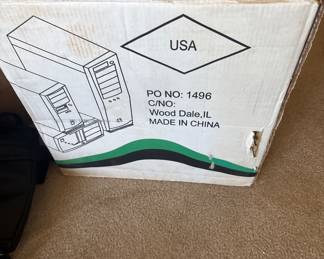 USA
PO NO: 1496
C/NO:
Wood Dale,IL
MADE IN CHINA